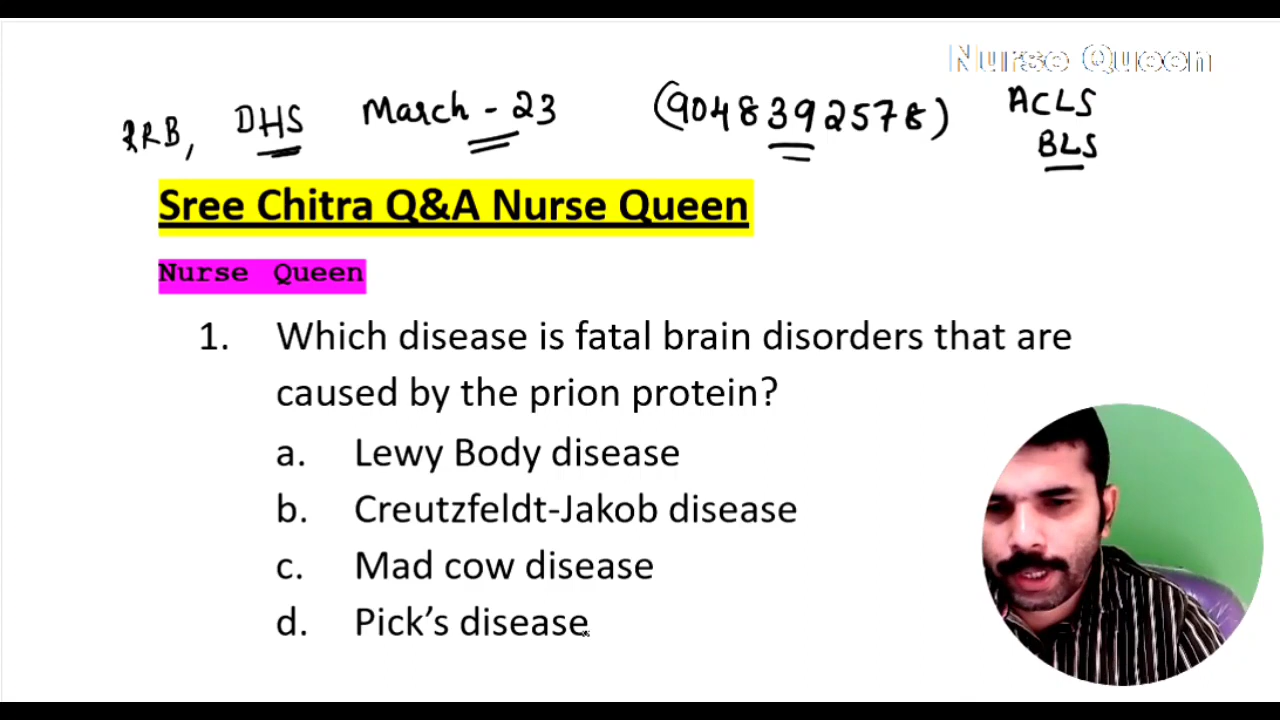 Nurse Queen
RRB, DHS March - 23 (9048392578) ACLS
BLS
Sree Chitra Q&A Nurse Queen
Nurse Queen
1. Which disease is fatal brain disorders that are
caused by the prion protein?
a. Lewy Body disease
b. Creutzfeldt-Jakob disease
c. Mad cow disease
d. Pick’s disease